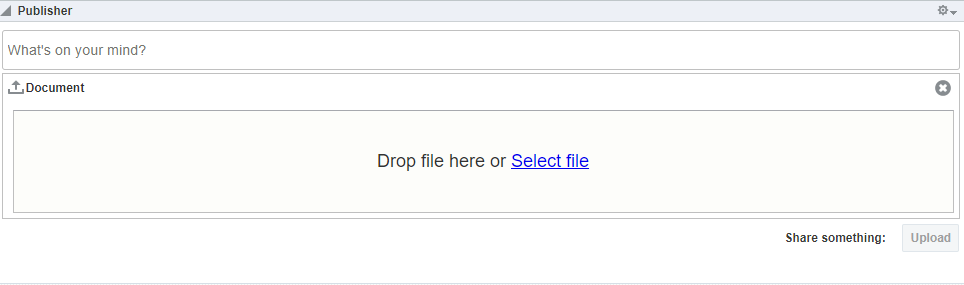 Publisher
What's on your mind?
Document
Drop file here or Select file
Share something: Upload